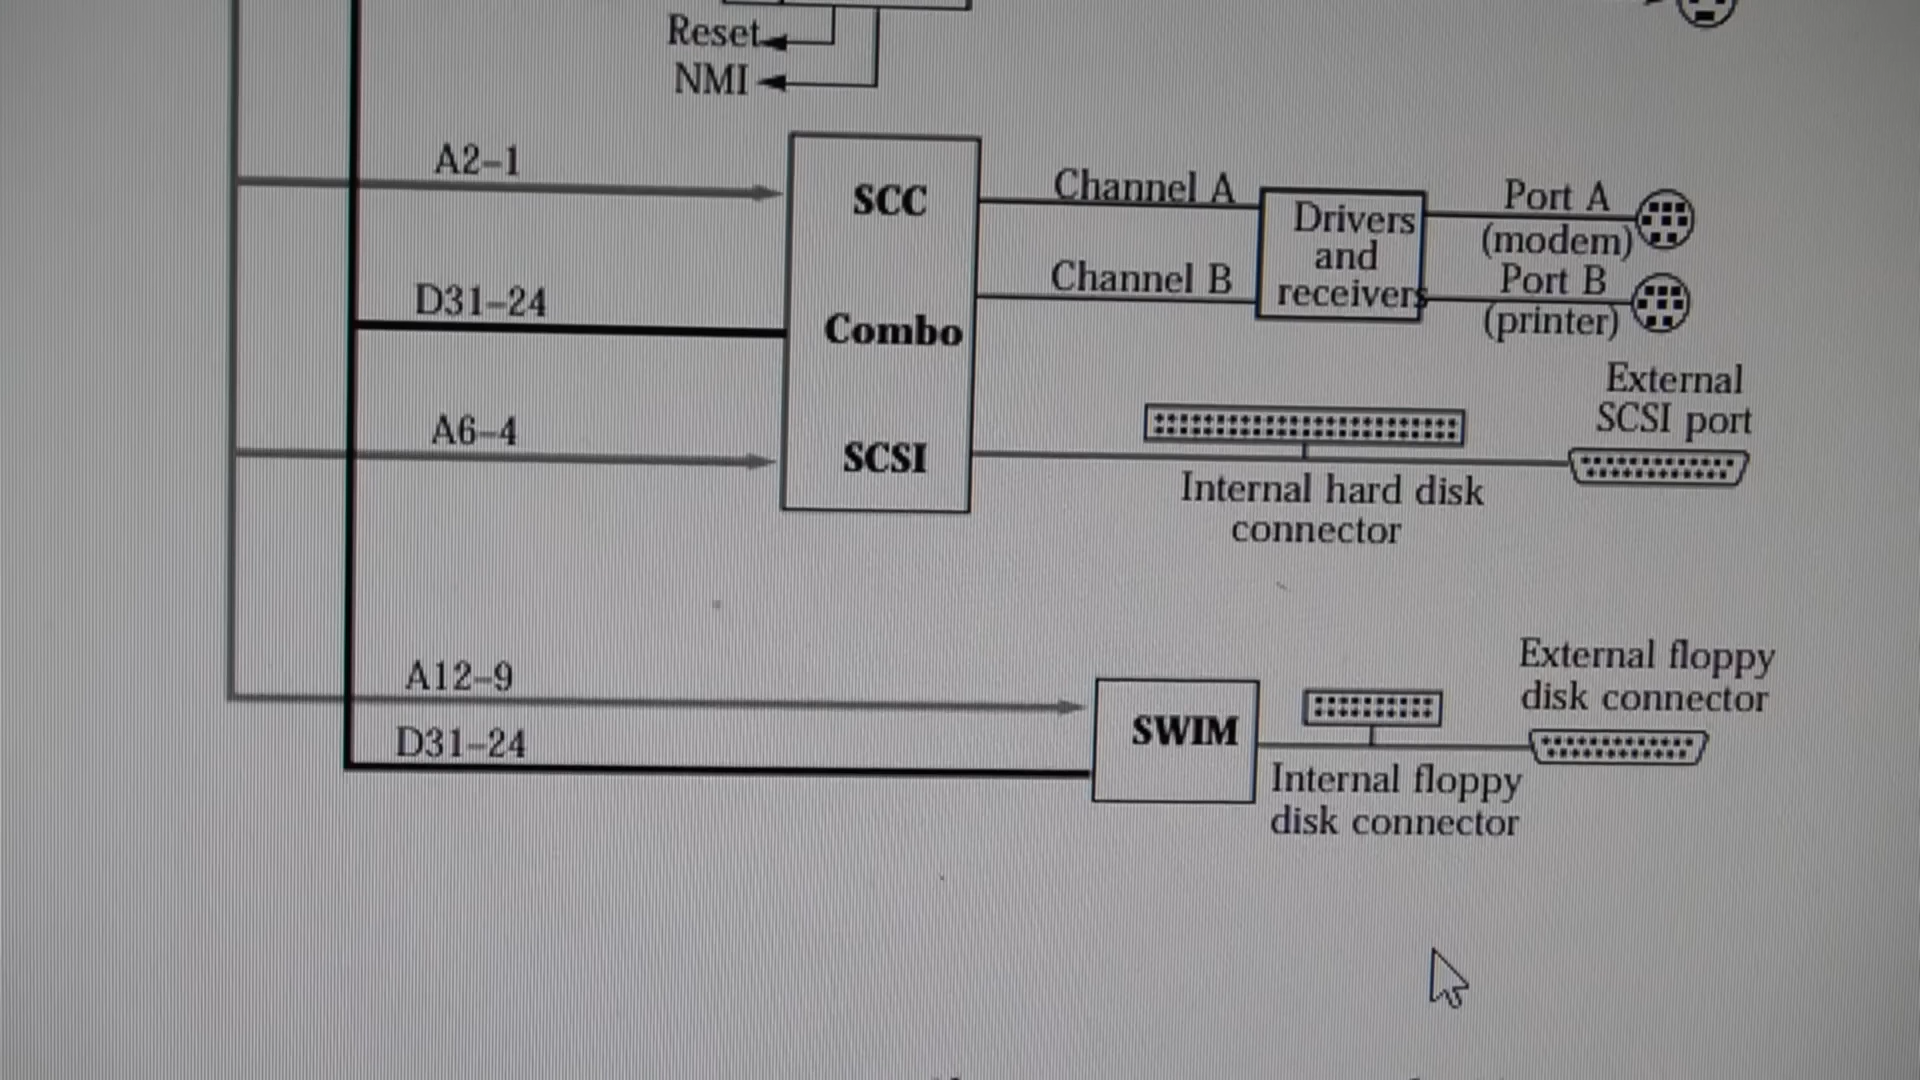 Reset
NMI
A2–1
SCC
Channel A
Drivers
and
receivers
Port A
(modem)
D31–24
Combo
Channel B
Port B
(printer)
A6–4
SCSI
Internal hard disk
connector
External
SCSI port
A12–9
D31–24
SWIM
Internal floppy
disk connector
External floppy
disk connector